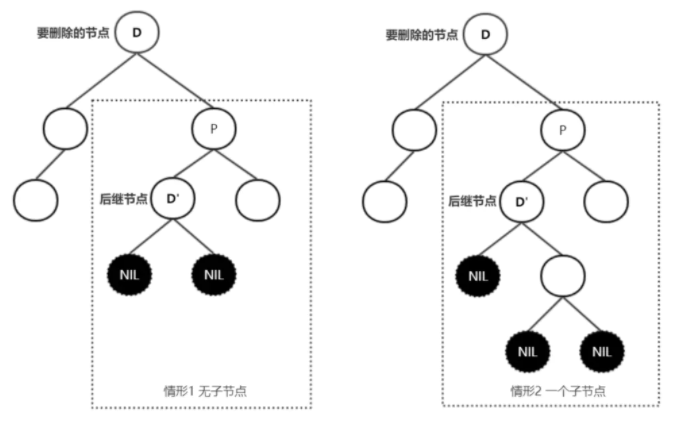 要删除的节点 D
P
后继节点 D'
NIL NIL
情形1 无子节点
要删除的节点 D
P
后继节点 D'
NIL
NIL NIL
情形2 一个子节点